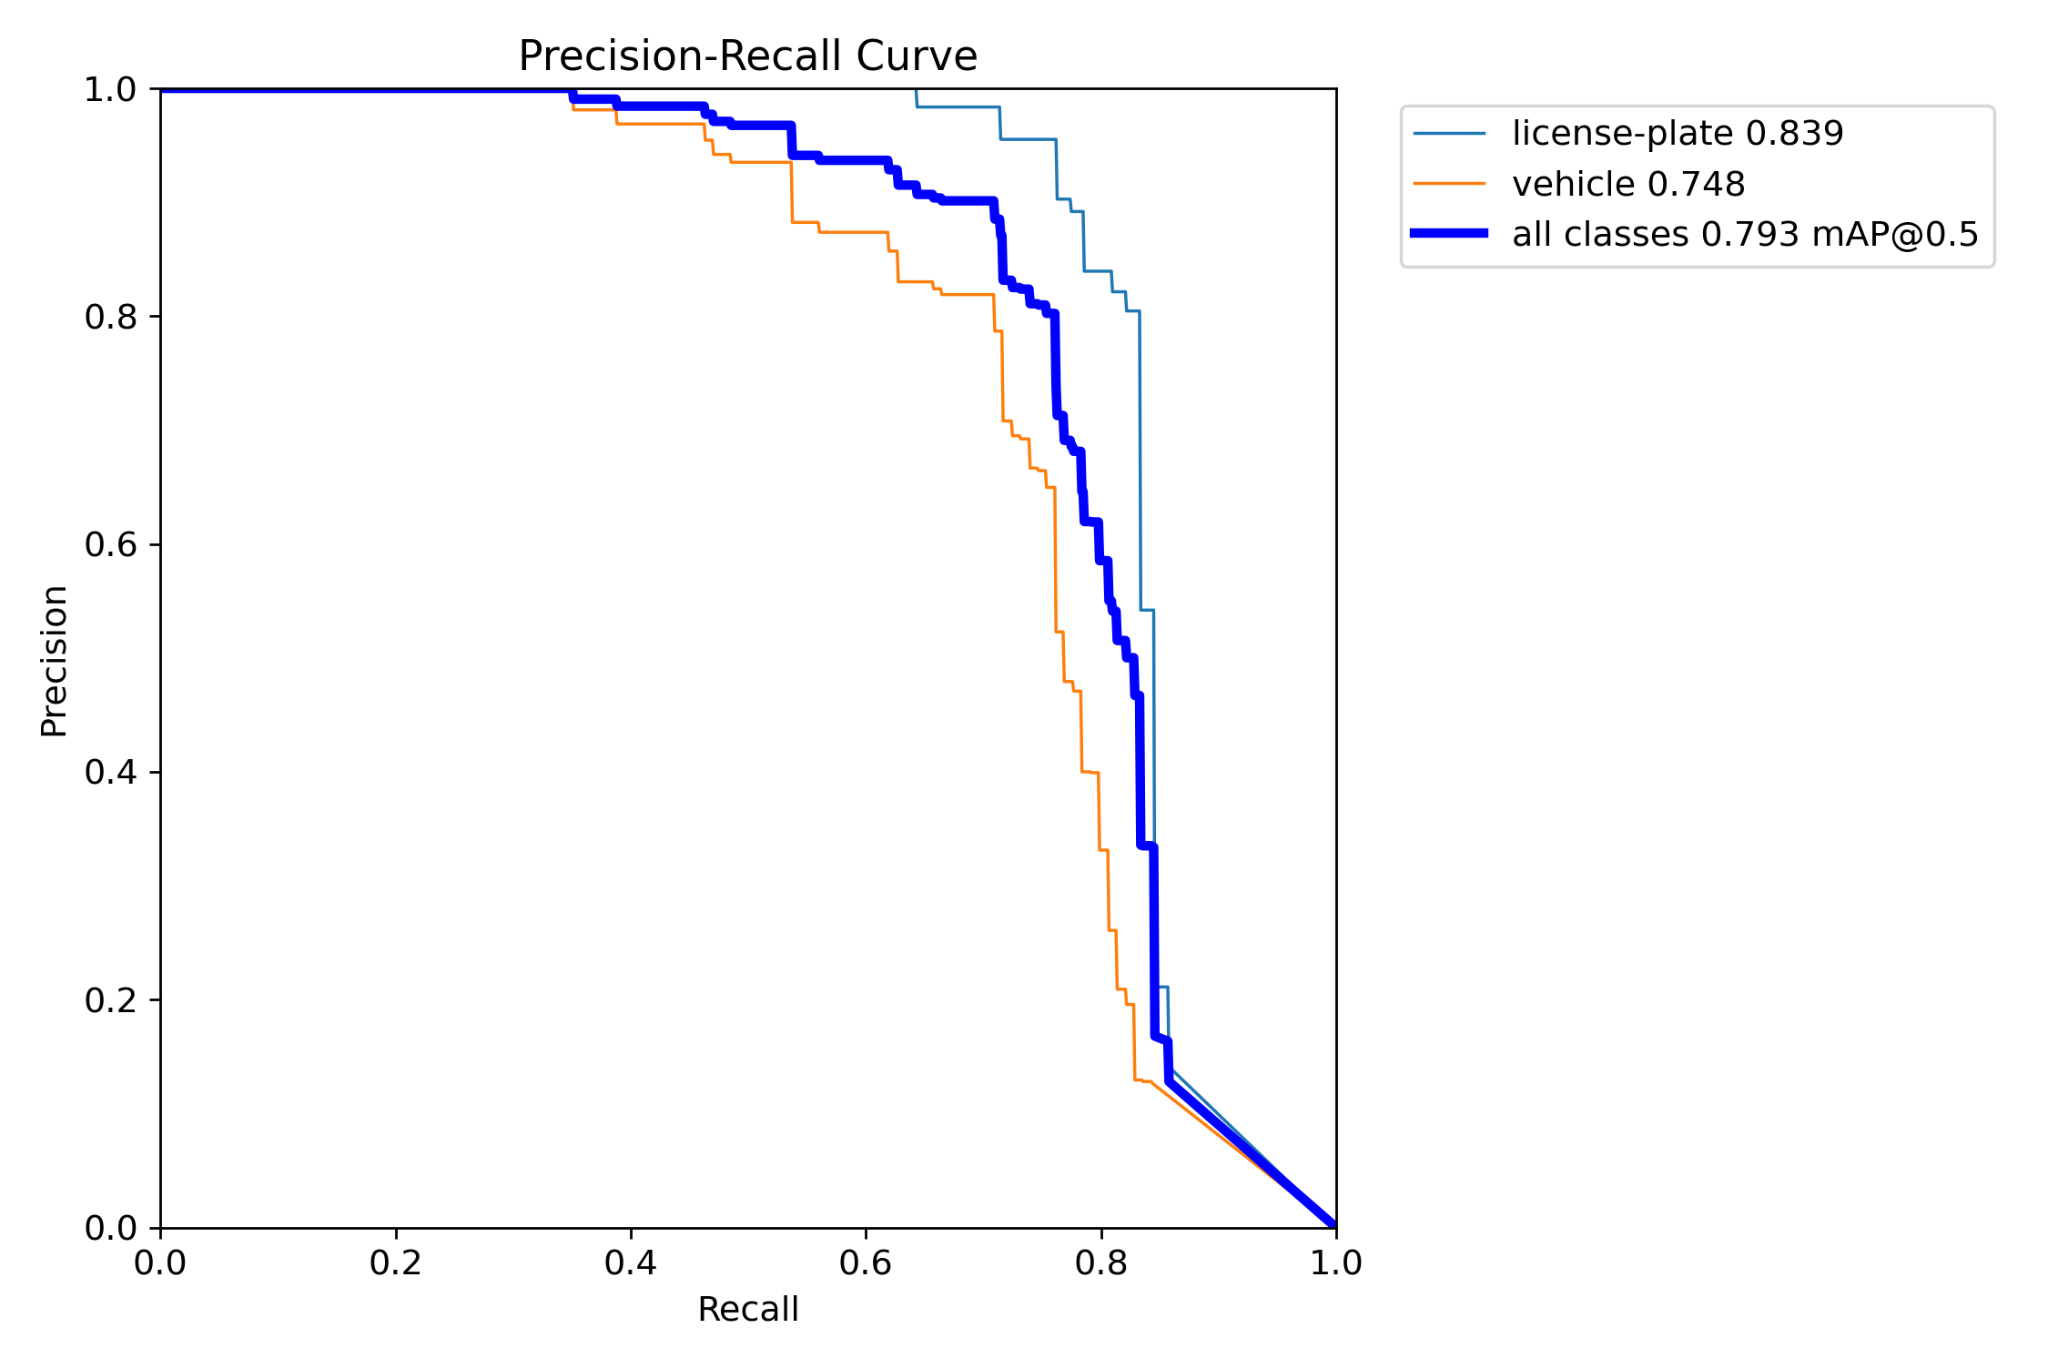 Precision-Recall Curve
license-plate 0.839
vehicle 0.748
all classes 0.793 mAP@0.5
1.0
0.8
0.6
0.4
0.2
0.0
Precision
0.0 0.2 0.4 0.6 0.8 1.0
Recall